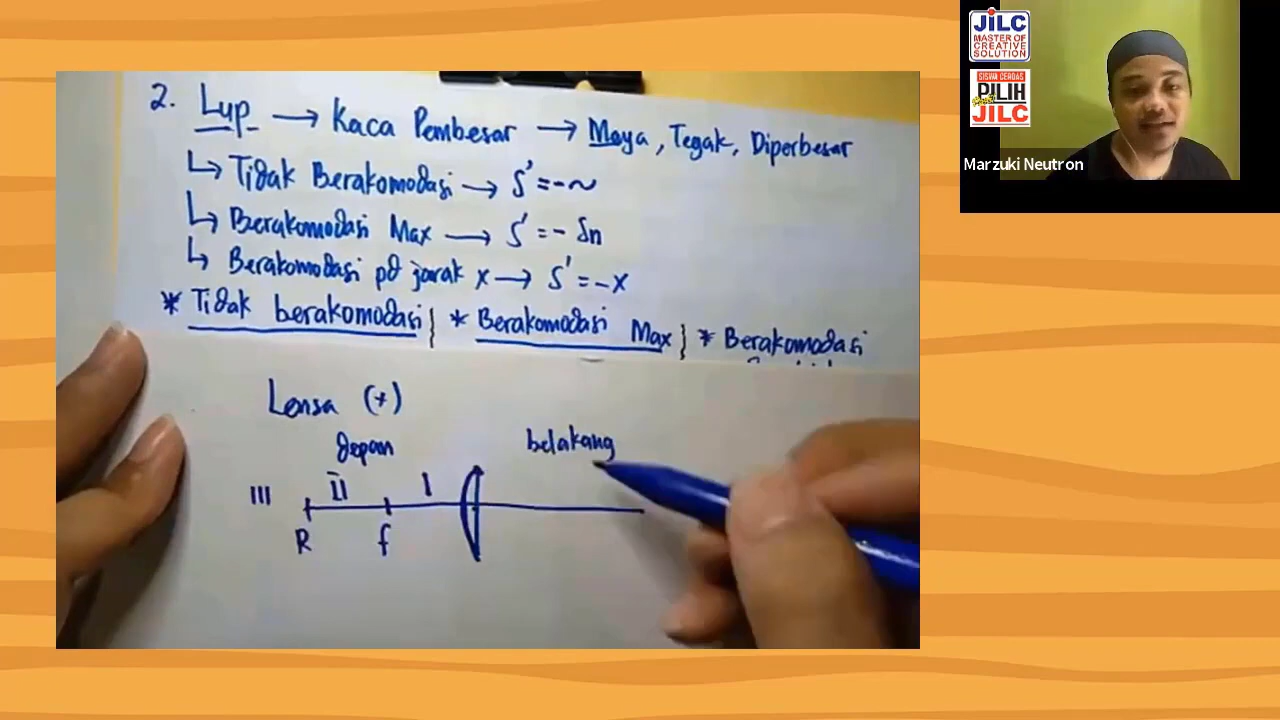 2. Lup → Kaca Pembesar → Maya, Tegak, Diperbesar
↳ Tidak Berakomodasi → S' = -~
↳ Berakomodasi Max → S' = - Sn
↳ Berakomodasi pd jarak x → S' = -x
* Tidak berakomodasi | * Berakomodasi Max } * Berakomodasi
Lensa (+)
depan belakang
III II I
R f
JILC
MASTER OF
CREATIVE
SOLUTION
SISWA CERDAS
PILIH
JILC
Marzuki Neutron